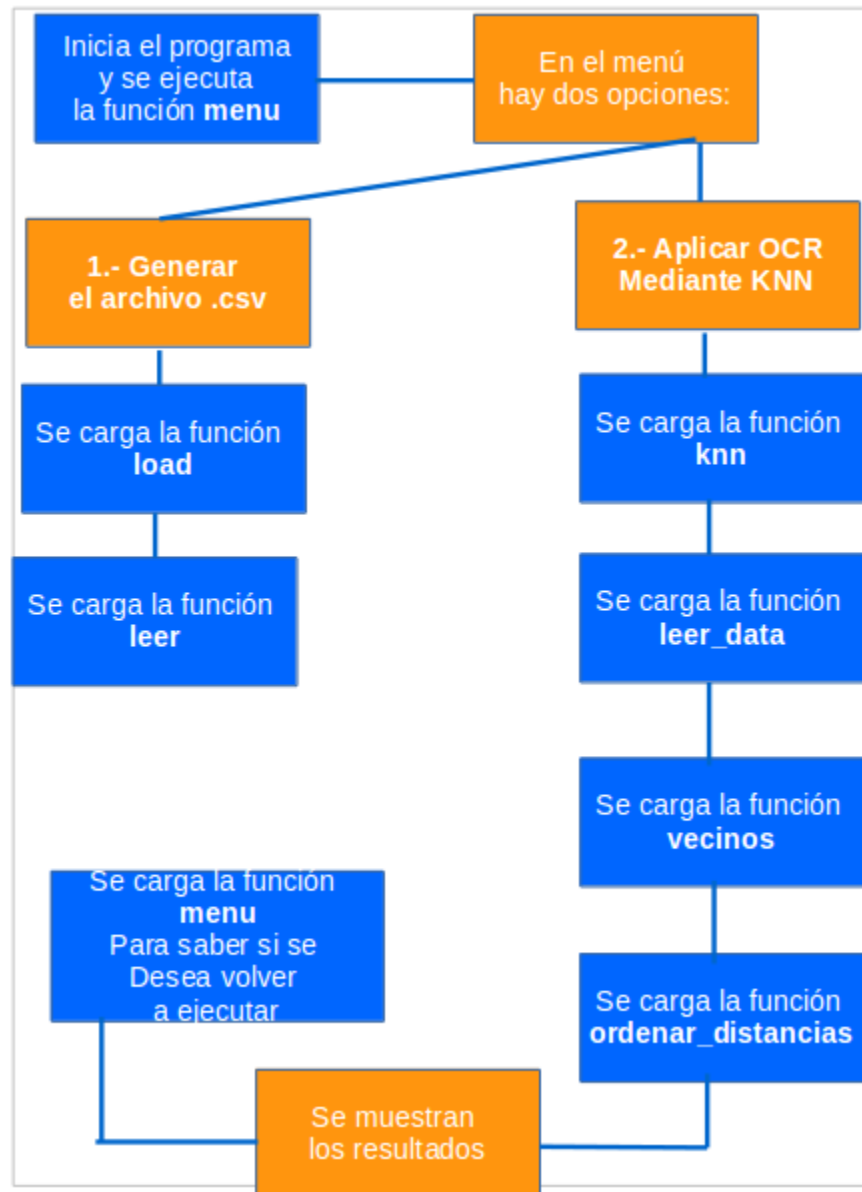 Inicia el programa
y se ejecuta
la función menu
En el menú
hay dos opciones:
1.- Generar
el archivo .csv
2.- Aplicar OCR
Mediante KNN
Se carga la función
load
Se carga la función
leer
Se carga la función
knn
Se carga la función
leer_data
Se carga la función
vecinos
Se carga la función
ordenar_distancias
Se muestran
los resultados
Se carga la función
menu
Para saber si se
Desea volver
a ejecutar